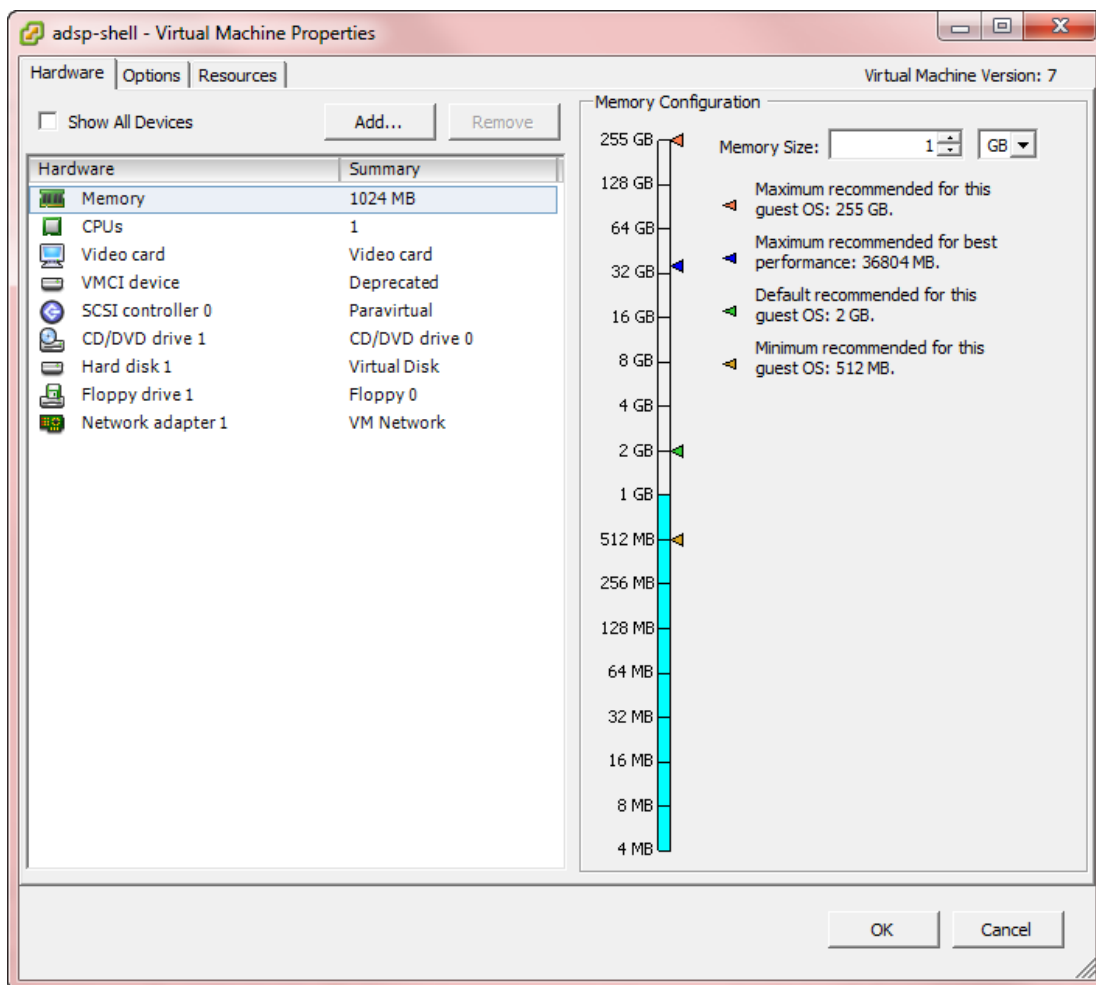 adsp-shell - Virtual Machine Properties
Hardware Options Resources
Virtual Machine Version: 7
Show All Devices
Add...
Remove
Hardware Summary
Memory 1024 MB
CPUs 1
Video card Video card
VMCI device Deprecated
SCSI controller 0 Paravirtual
CD/DVD drive 1 CD/DVD drive 0
Hard disk 1 Virtual Disk
Floppy drive 1 Floppy 0
Network adapter 1 VM Network
Memory Configuration
255 GB
128 GB
64 GB
32 GB
16 GB
8 GB
4 GB
2 GB
1 GB
512 MB
256 MB
128 MB
64 MB
32 MB
16 MB
8 MB
4 MB
Memory Size: 1 GB
Maximum recommended for this
guest OS: 255 GB.
Maximum recommended for best
performance: 36804 MB.
Default recommended for this
guest OS: 2 GB.
Minimum recommended for this
guest OS: 512 MB.
OK
Cancel